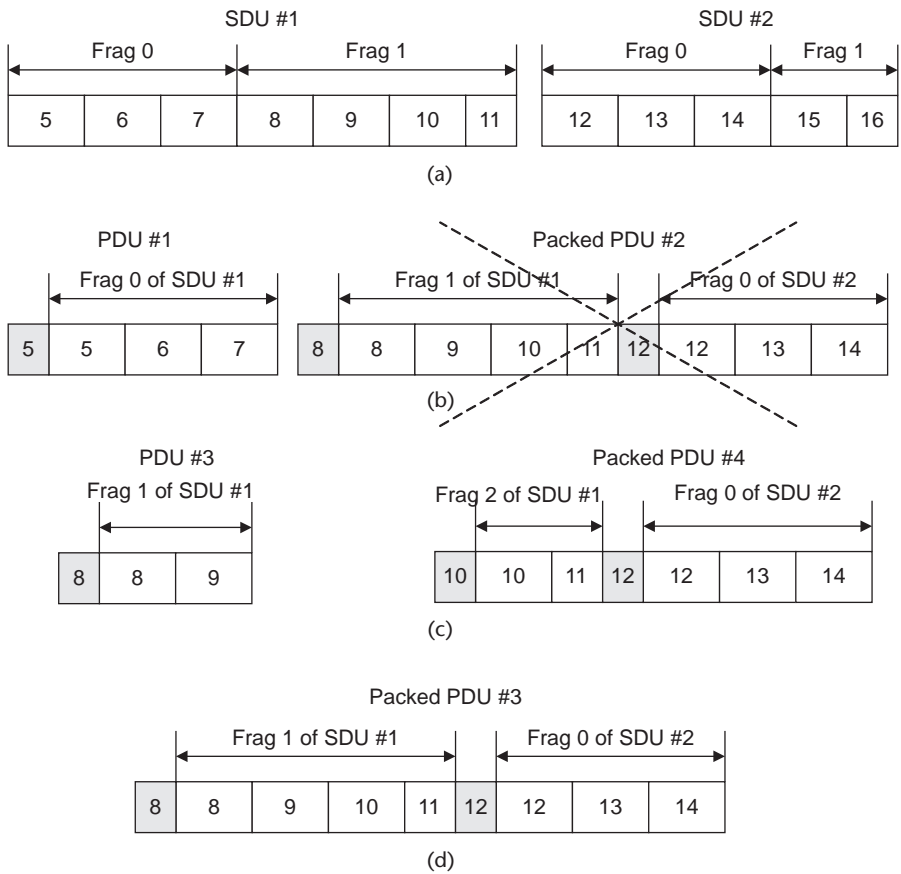 SDU #1 SDU #2
Frag 0 Frag 1 Frag 0 Frag 1
5 6 7 8 9 10 11 12 13 14 15 16
(a)
PDU #1 Packed PDU #2
Frag 0 of SDU #1 Frag 1 of SDU #1 Frag 0 of SDU #2
5 5 6 7 8 8 9 10 11 12 12 13 14
(b)
PDU #3 Packed PDU #4
Frag 1 of SDU #1 Frag 2 of SDU #1 Frag 0 of SDU #2
8 8 9 10 10 11 12 12 13 14
(c)
Packed PDU #3
Frag 1 of SDU #1 Frag 0 of SDU #2
8 8 9 10 11 12 12 13 14
(d)